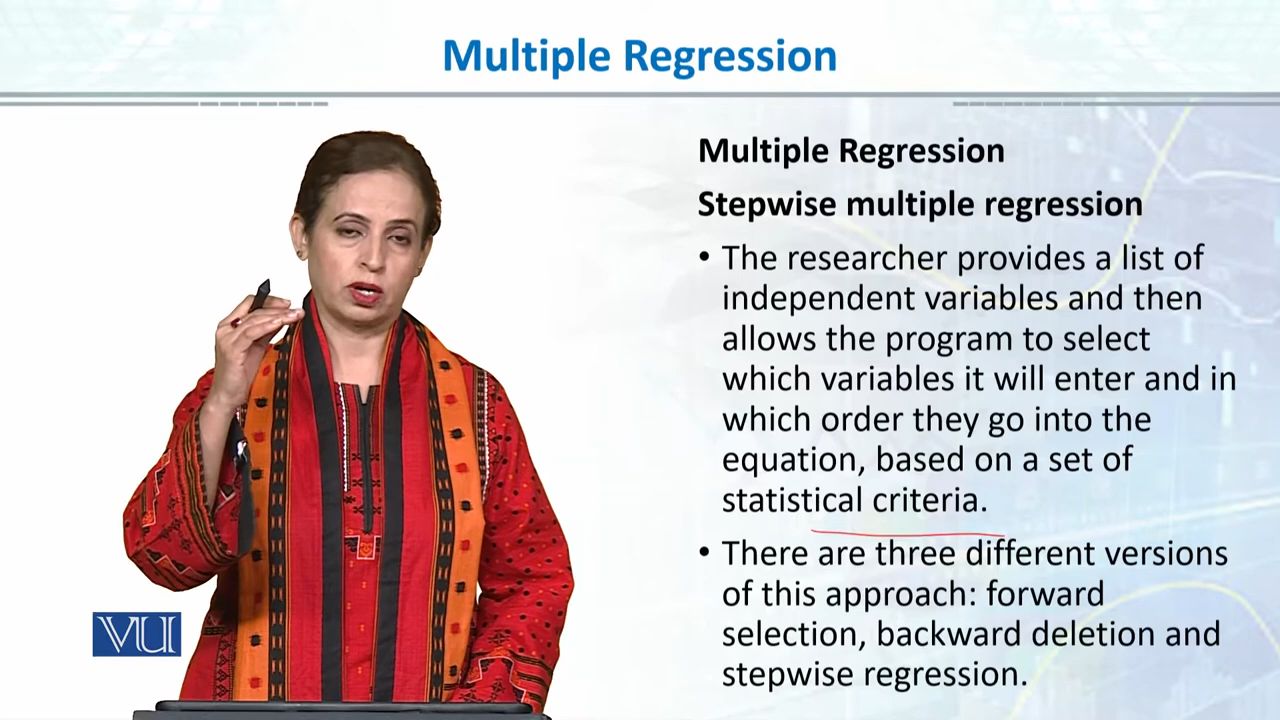 Multiple Regression
Multiple Regression
Stepwise multiple regression
• The researcher provides a list of
independent variables and then
allows the program to select
which variables it will enter and in
which order they go into the
equation, based on a set of
statistical criteria.
• There are three different versions
of this approach: forward
selection, backward deletion and
stepwise regression.
VU